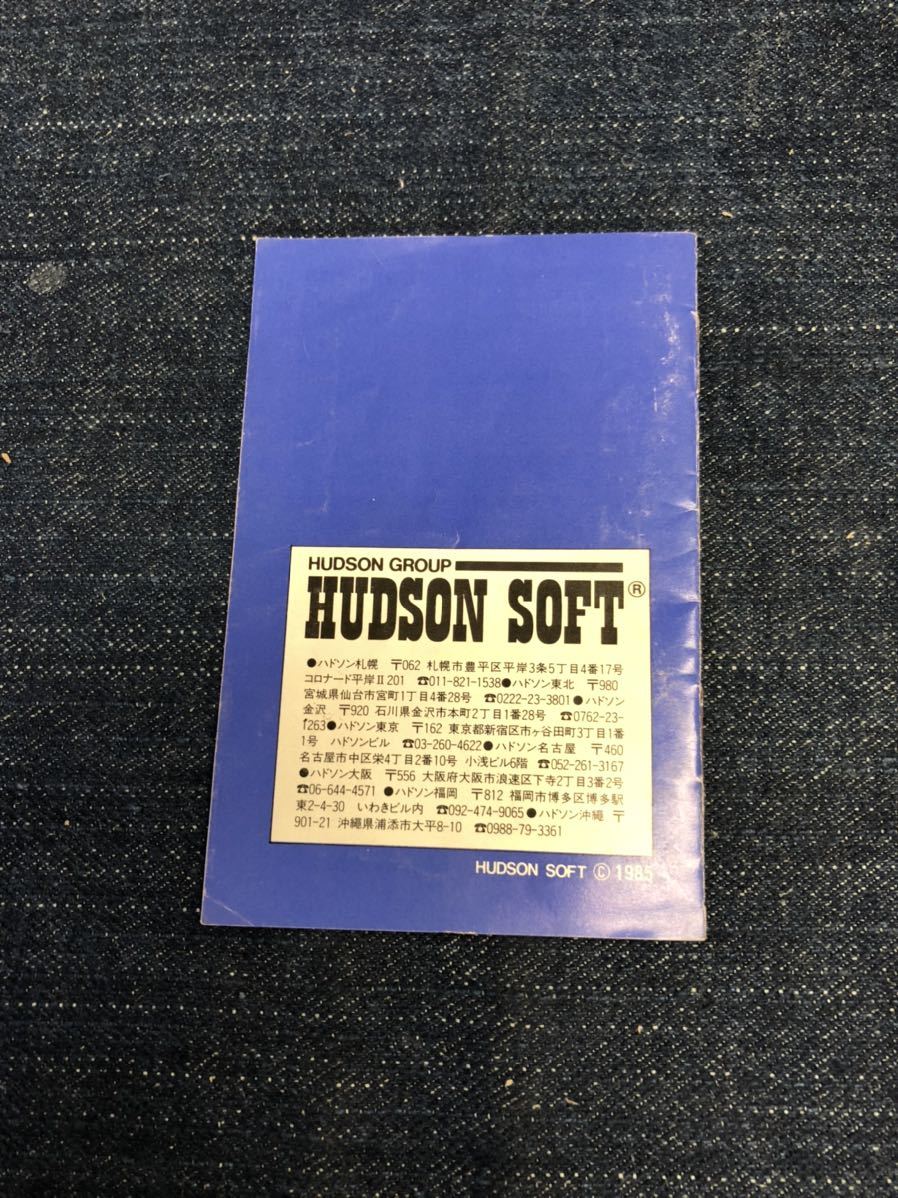 HUDSON GROUP
HUDSON SOFT®
●ハドソン札幌 〒062 札幌市豊平区平岸3条5丁目4番17号
コロナード平岸II 201 ☎011-821-1538●ハドソン東北 〒980
宮城県仙台市宮町1丁目4番28号 ☎0222-23-3801●ハドソン
金沢 〒920 石川県金沢市本町2丁目1番28号 ☎0762-23-
1263●ハドソン東京 〒162 東京都新宿区市ヶ谷田町3丁目1番
1号 ハドソンビル ☎03-260-4622●ハドソン名古屋 〒460
名古屋市中区栄4丁目2番10号 小浅ビル6階 ☎052-261-3167
●ハドソン大阪 〒556 大阪府大阪市浪速区下寺2丁目3番2号
☎06-644-4571●ハドソン福岡 〒812 福岡市博多区博多駅
東2-4-30 いわきビル内 ☎092-474-9065●ハドソン沖縄 〒
901-21 沖縄県浦添市大平8-10 ☎0988-79-3361
HUDSON SOFT © 1985